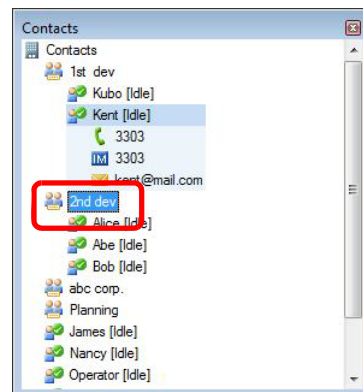 Contacts
Contacts
1st dev
Kubo [Idle]
Kent [Idle]
3303
IM 3303
kent@mail.com
2nd dev
Alice [Idle]
Abe [Idle]
Bob [Idle]
abc corp.
Planning
James [Idle]
Nancy [Idle]
Operator [Idle]